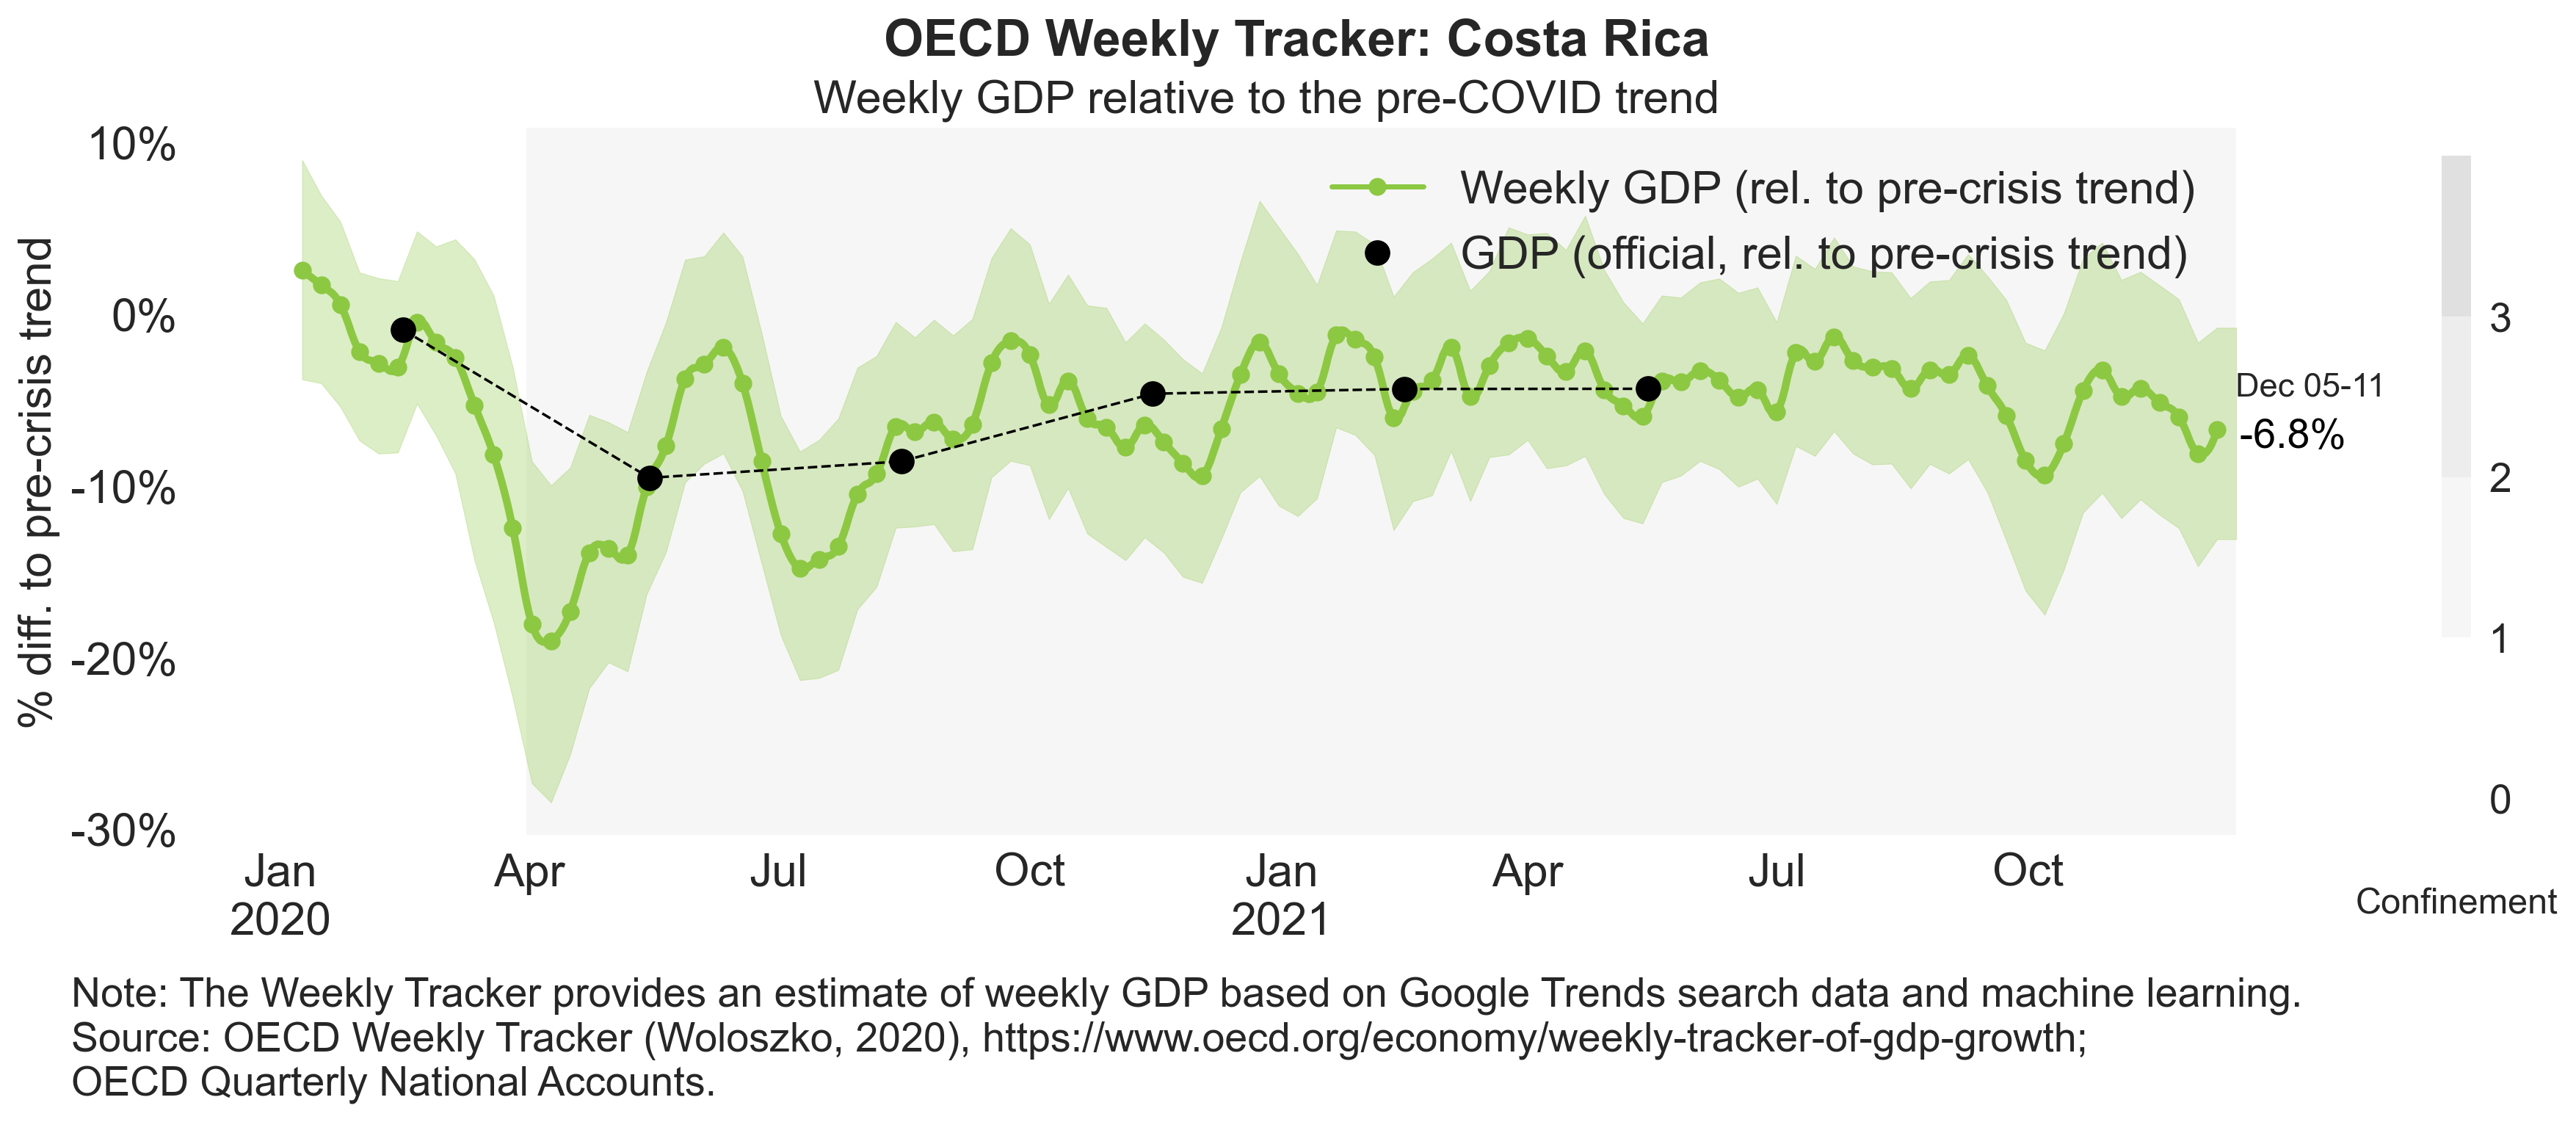 OECD Weekly Tracker: Costa Rica
Weekly GDP relative to the pre-COVID trend
% diff. to pre-crisis trend
10%
0%
-10%
-20%
-30%
Weekly GDP (rel. to pre-crisis trend)
GDP (official, rel. to pre-crisis trend)
Dec 05-11
-6.8%
3
2
1
0
Confinement
Jan Apr Jul Oct Jan Apr Jul Oct
2020 2021
Note: The Weekly Tracker provides an estimate of weekly GDP based on Google Trends search data and machine learning.
Source: OECD Weekly Tracker (Woloszko, 2020), https://www.oecd.org/economy/weekly-tracker-of-gdp-growth;
OECD Quarterly National Accounts.